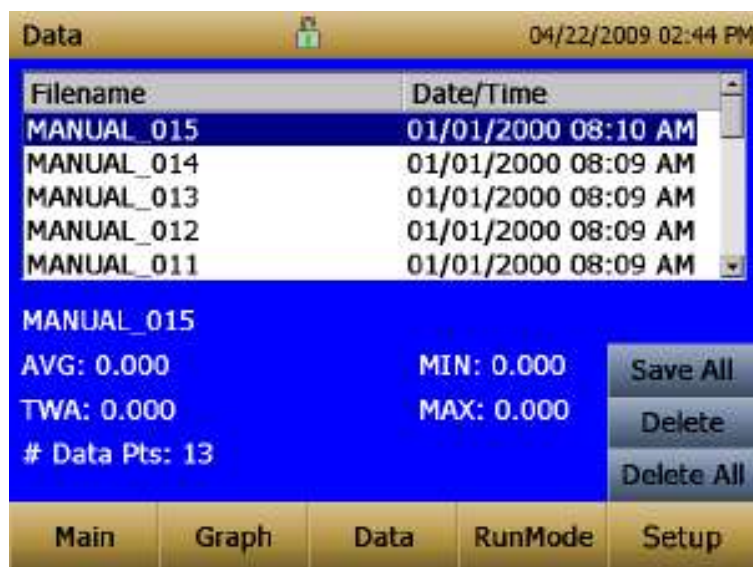 Data 04/22/2009 02:44 PM
Filename Date/Time
MANUAL_015 01/01/2000 08:10 AM
MANUAL_014 01/01/2000 08:09 AM
MANUAL_013 01/01/2000 08:09 AM
MANUAL_012 01/01/2000 08:09 AM
MANUAL_011 01/01/2000 08:09 AM
MANUAL_015
AVG: 0.000 MIN: 0.000 Save All
TWA: 0.000 MAX: 0.000 Delete
# Data Pts: 13
Delete All
Main Graph Data RunMode Setup